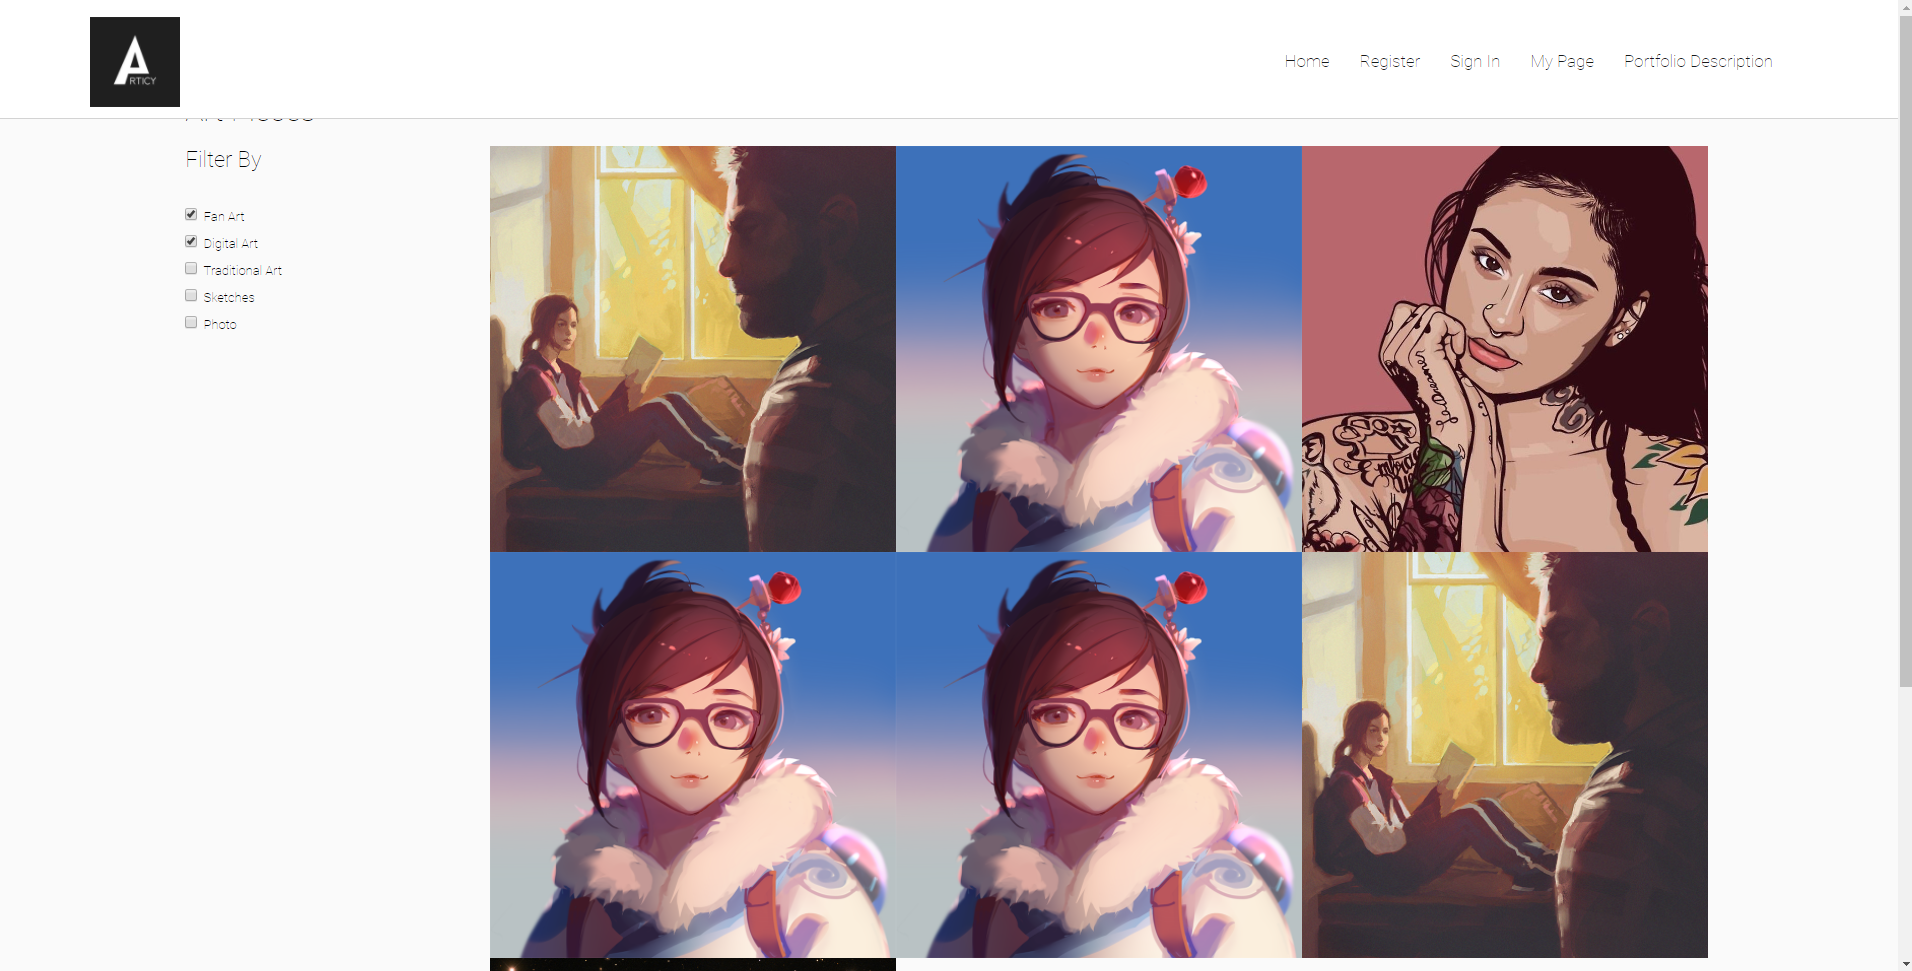 ARTICY
Home Register Sign In My Page Portfolio Description
Filter By
Fan Art
Digital Art
Traditional Art
Sketches
Photo